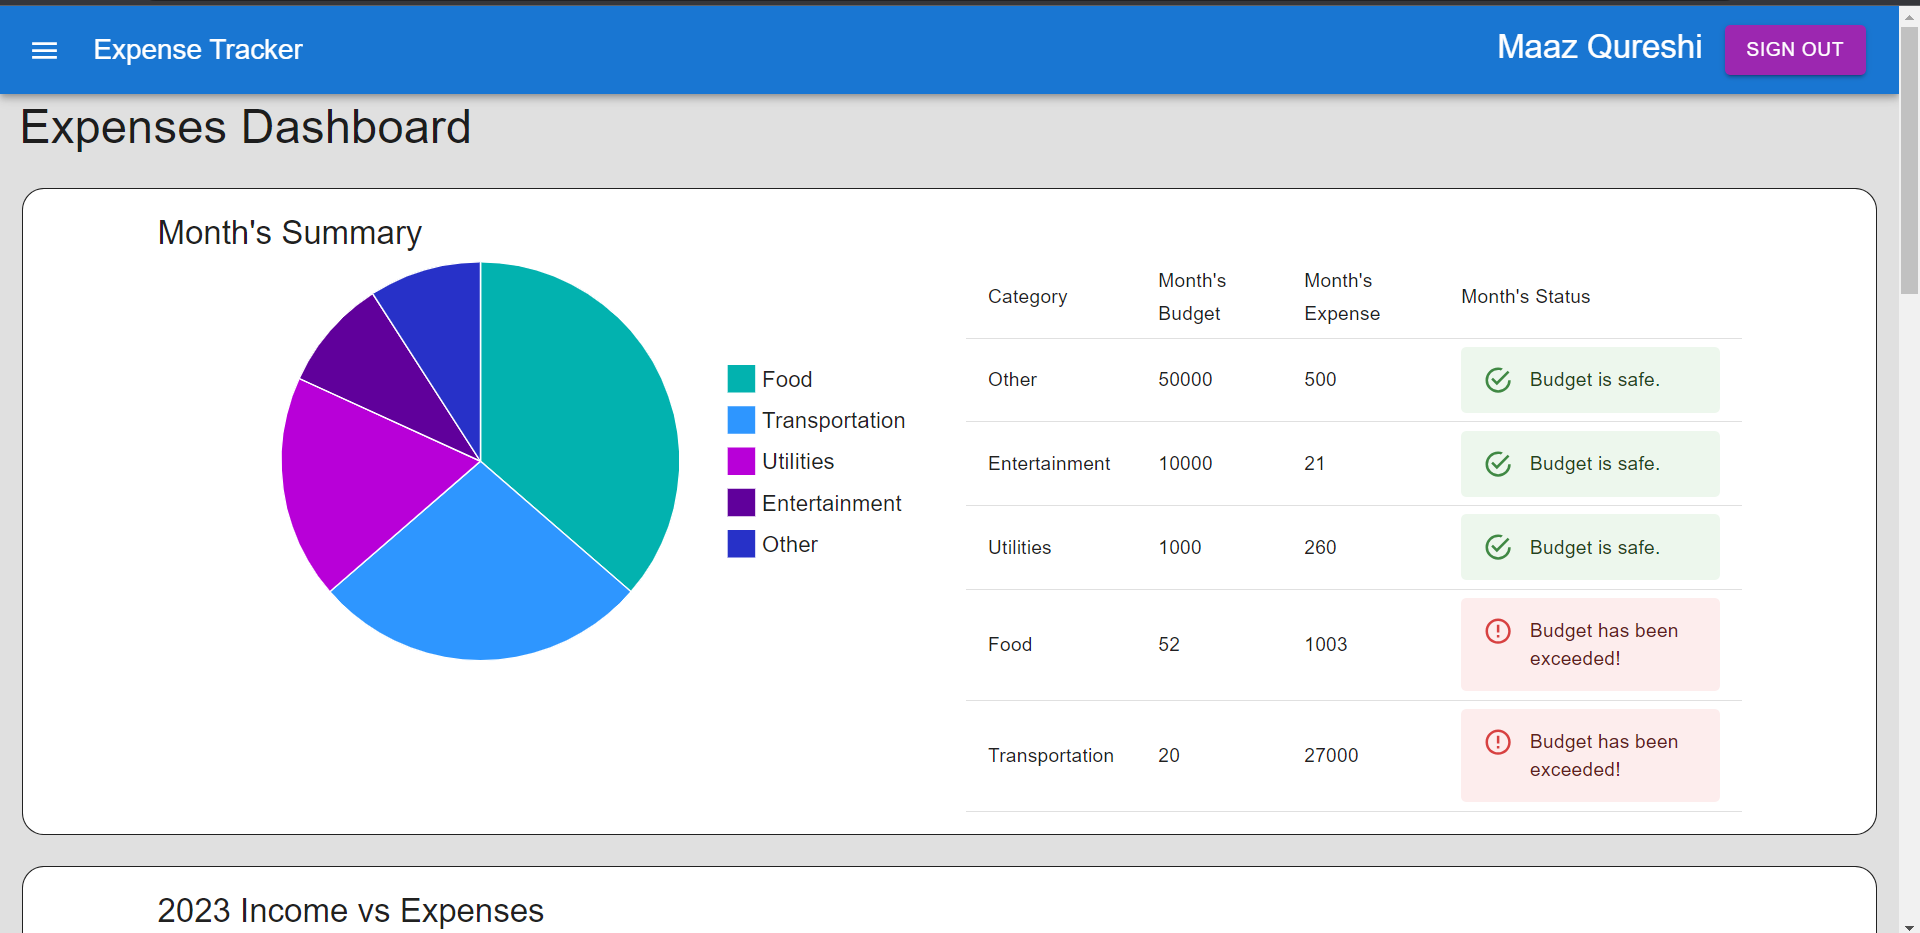 Expense Tracker
Maaz Qureshi
SIGN OUT
Expenses Dashboard
Month's Summary
Food
Transportation
Utilities
Entertainment
Other
Category
Month's
Budget
Month's
Expense
Month's Status
Other 50000 500 Budget is safe.
Entertainment 10000 21 Budget is safe.
Utilities 1000 260 Budget is safe.
Food 52 1003 Budget has been
exceeded!
Transportation 20 27000 Budget has been
exceeded!
2023 Income vs Expenses